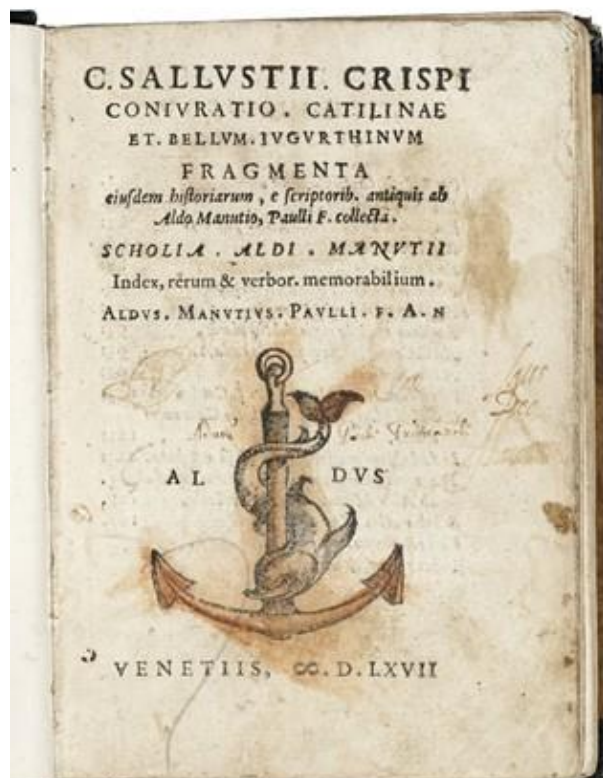 C. SALLVSTII. CRISPI
CONIVRATIO. CATILINAE
ET. BELLVM. IVGVRTHINVM
FRAGMENTA
eiusdem historiarum, e scriptorib. antiquis ab
Aldo Manutio, Paulli F. collecta.
SCHOLIA. ALDI. MANVTII
Index, rerum & verbor. memorabilium.
ALDVS. MANVTIVS. PAVLLI. F. A. N
AL DVS
VENETIIS, ∞. D. LXVII